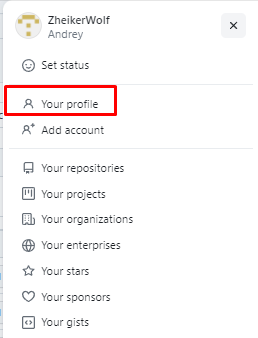 ZheikerWolf
Andrey
Set status
Your profile
Add account
Your repositories
Your projects
Your organizations
Your enterprises
Your stars
Your sponsors
Your gists